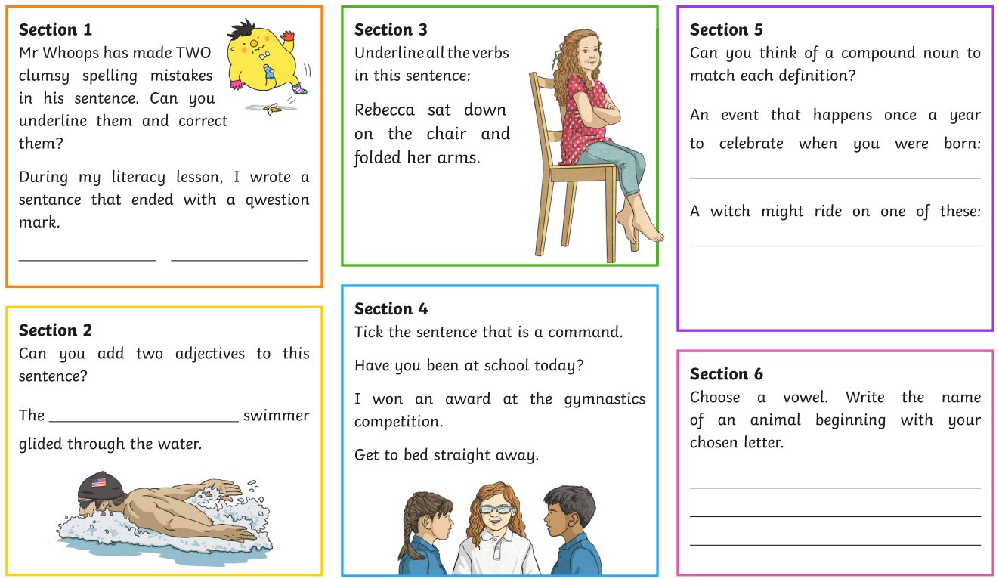 Section 1
Mr Whoops has made TWO
clumsy spelling mistakes
in his sentence. Can you
underline them and correct
them?
During my literacy lesson, I wrote a
sentance that ended with a qwestion
mark.
Section 2
Can you add two adjectives to this
sentence?
The ______________________ swimmer
glided through the water.
Section 3
Underline all the verbs
in this sentence:
Rebecca sat down
on the chair and
folded her arms.
Section 4
Tick the sentence that is a command.
Have you been at school today?
I won an award at the gymnastics
competition.
Get to bed straight away.
Section 5
Can you think of a compound noun to
match each definition?
An event that happens once a year
to celebrate when you were born:
A witch might ride on one of these:
Section 6
Choose a vowel. Write the name
of an animal beginning with your
chosen letter.